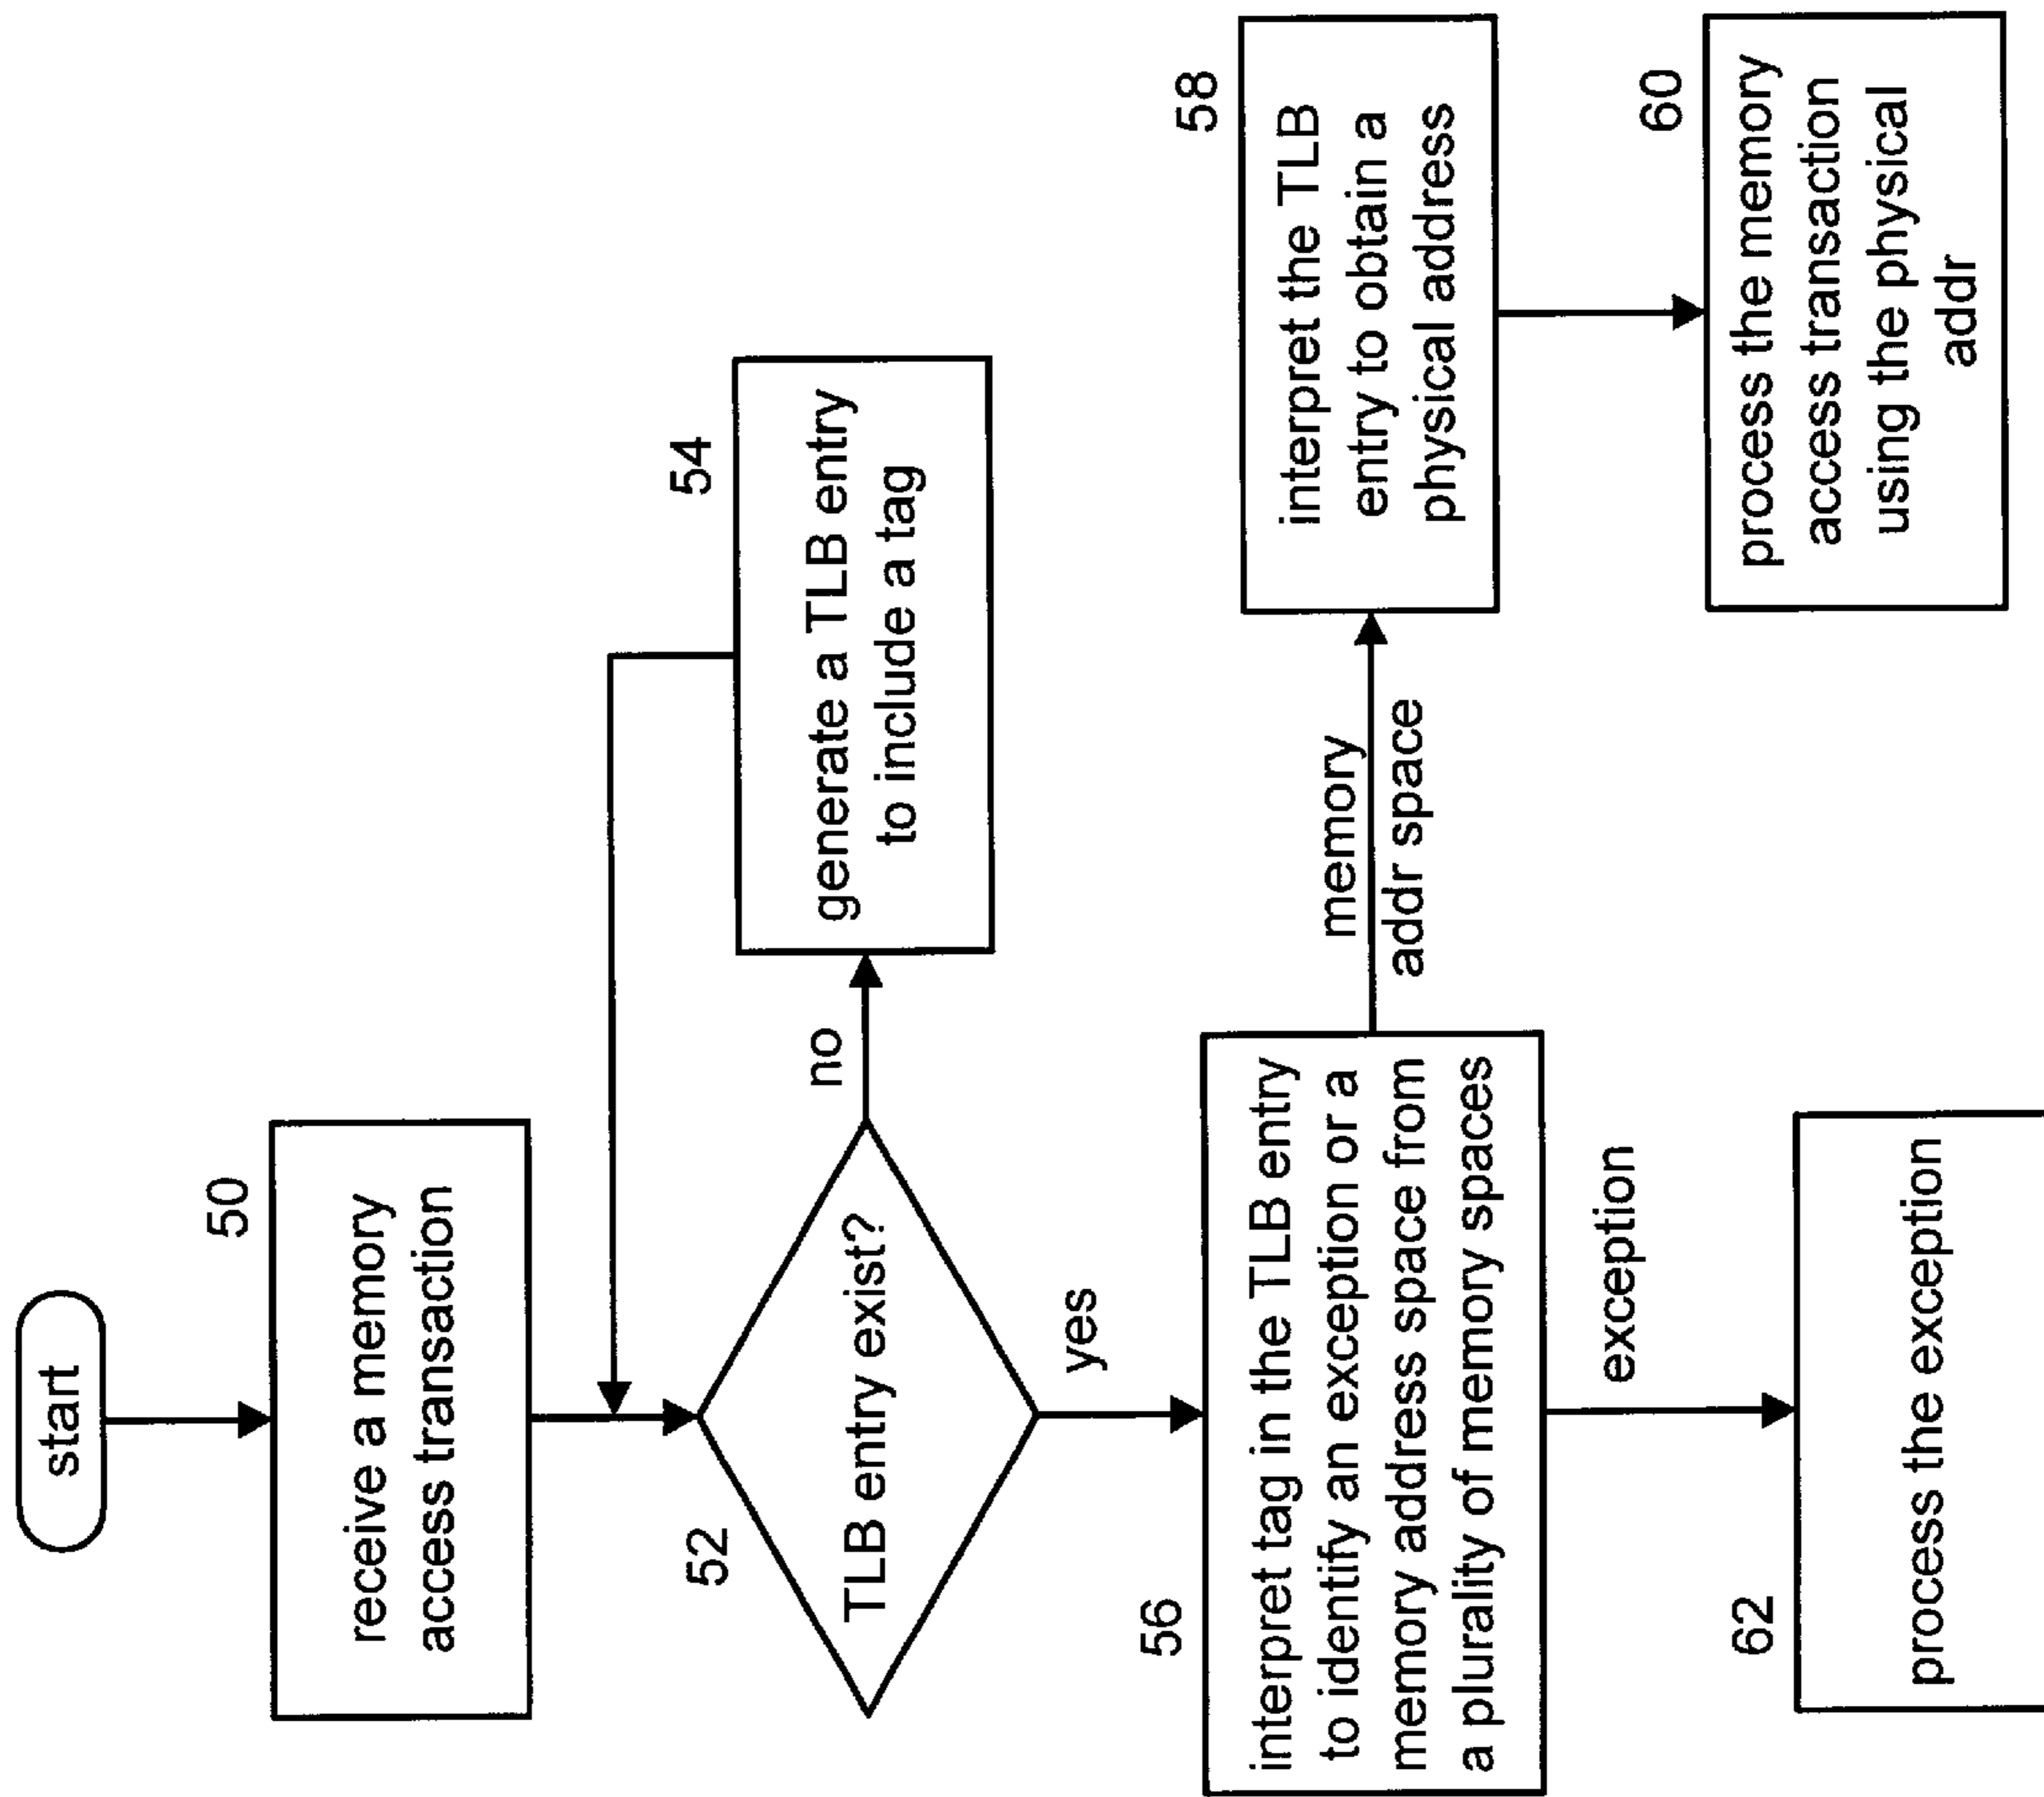 start
50
receive a memory
access transaction
52
TLB entry exist?
no
54
generate a TLB entry
to include a tag
yes
56
interpret tag in the TLB entry
to identify an exception or a
memory address space from
a plurality of memory spaces
memory
addr space
58
interpret the TLB
entry to obtain a
physical address
60
process the memory
access transaction
using the physical
addr
exception
62
process the exception